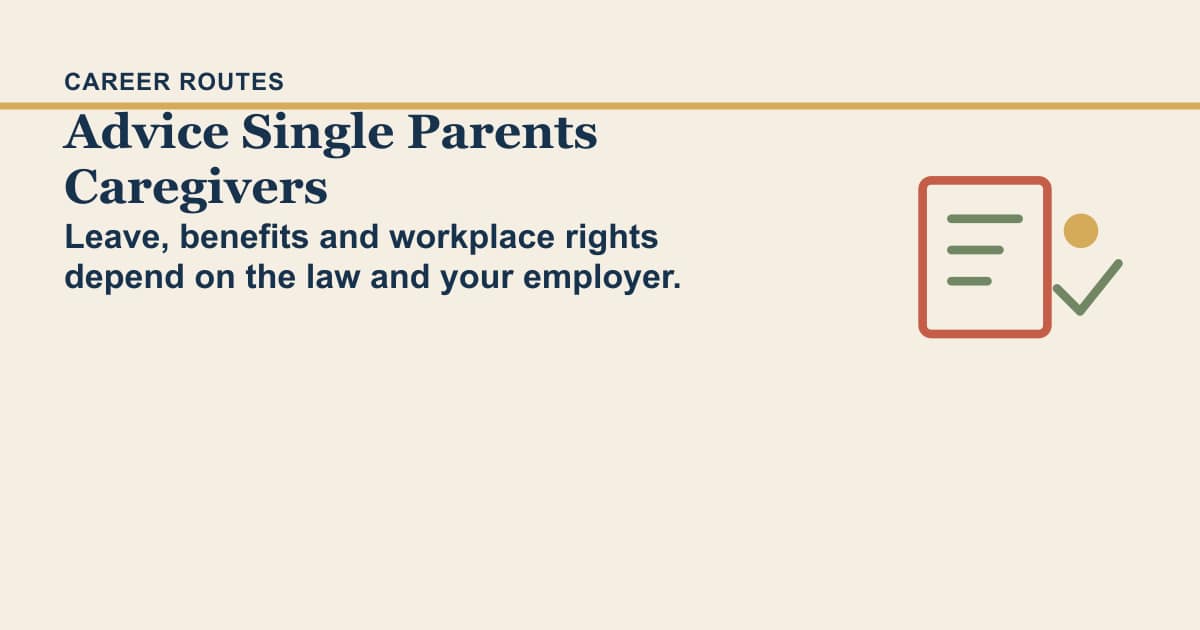 CAREER ROUTES
Advice Single Parents
Caregivers
Leave, benefits and workplace rights
depend on the law and your employer.